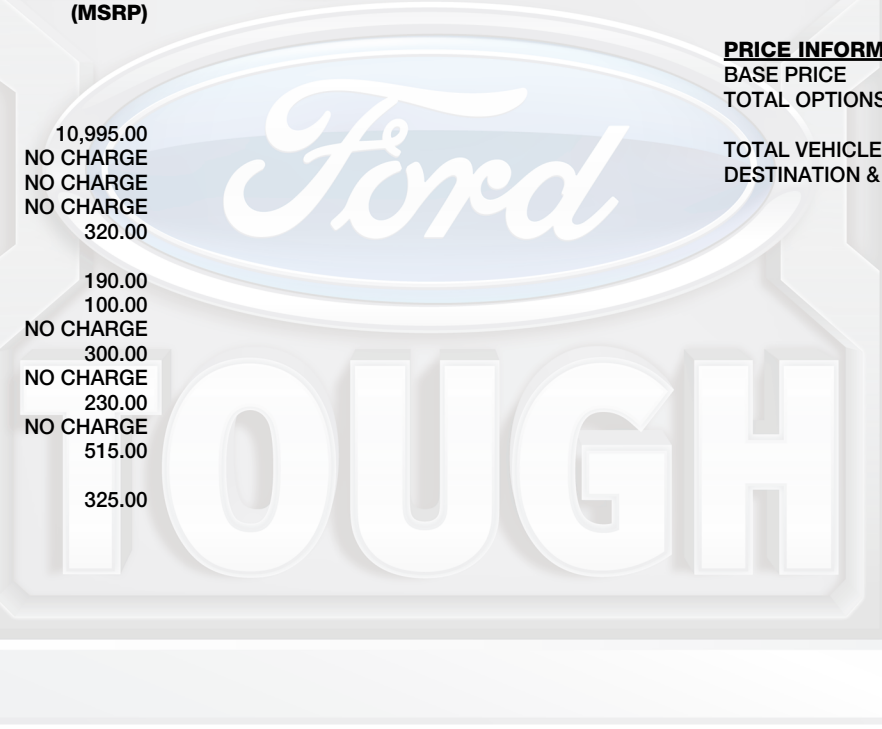 (MSRP)
10,995.00
NO CHARGE
NO CHARGE
NO CHARGE
320.00
190.00
100.00
NO CHARGE
300.00
NO CHARGE
230.00
NO CHARGE
515.00
325.00
PRICE INFORM
BASE PRICE
TOTAL OPTIONS
TOTAL VEHICLE
DESTINATION &
Ford
TOUGH